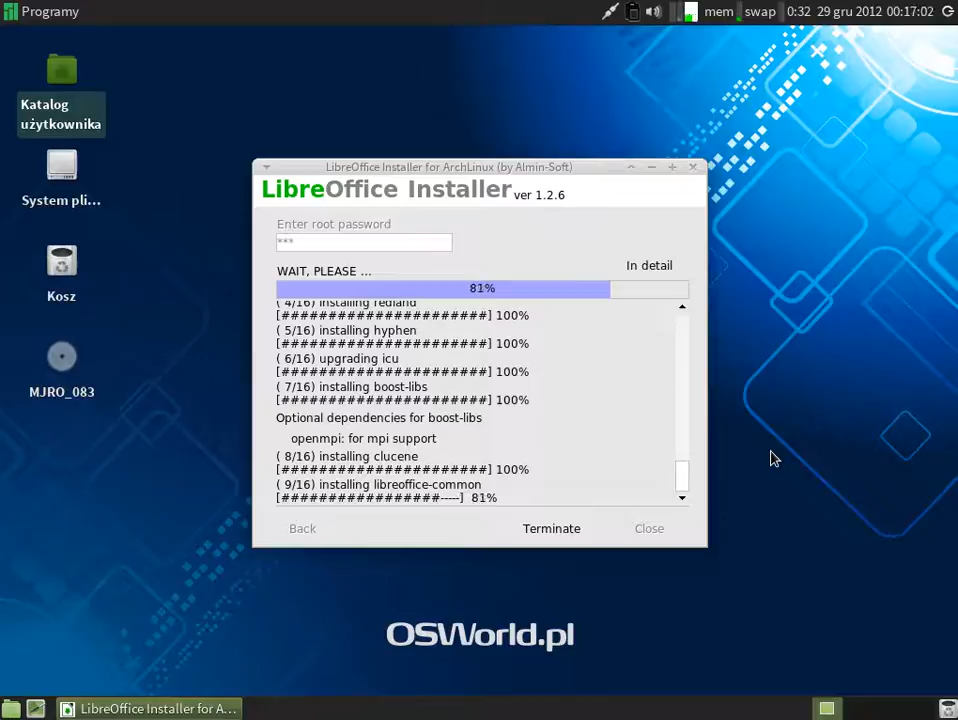 Programy
mem
swap
0:32 29 gru 2012 00:17:02
Katalog
użytkownika
System pli...
Kosz
MJRO_083
LibreOffice Installer for ArchLinux (by Almin-Soft)
LibreOffice Installer ver 1.2.6
Enter root password
***
WAIT, PLEASE ...
In detail
81%
( 4/16) installing redland
[######################] 100%
( 5/16) installing hyphen
[######################] 100%
( 6/16) upgrading icu
[######################] 100%
( 7/16) installing boost-libs
[######################] 100%
Optional dependencies for boost-libs
openmpi: for mpi support
( 8/16) installing clucene
[######################] 100%
( 9/16) installing libreoffice-common
[#################-----] 81%
Back
Terminate
Close
OSWorld.pl
LibreOffice Installer for A...